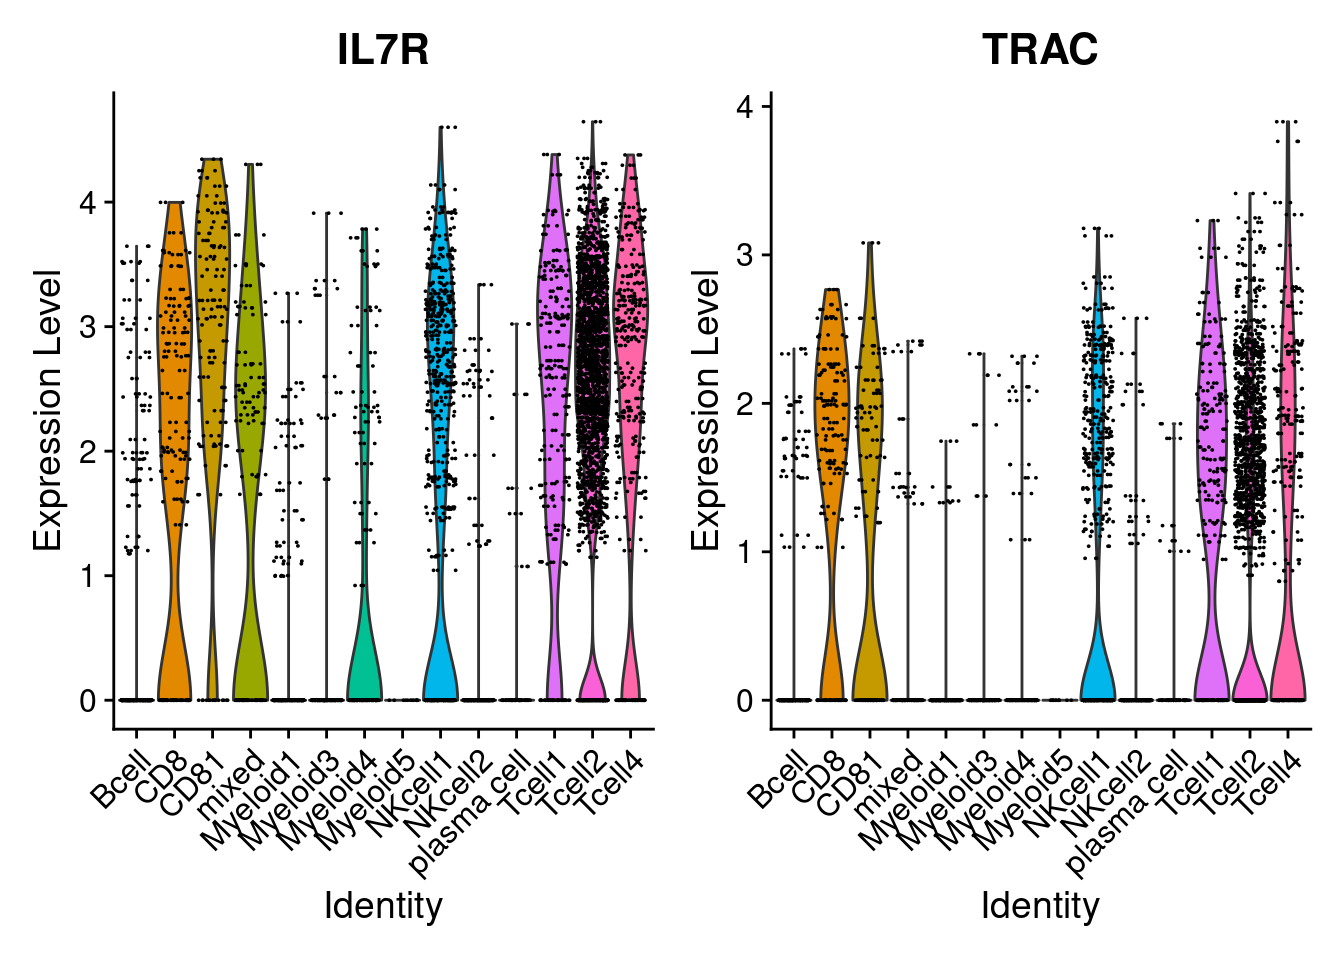 IL7R
Expression Level
4
3
2
1
0
Bcell
CD8
CD81
mixed
Myeloid1
Myeloid3
Myeloid4
Myeloid5
NKcell1
NKcell2
plasma cell
Tcell1
Tcell2
Tcell4
Identity
TRAC
Expression Level
4
3
2
1
0
Bcell
CD8
CD81
mixed
Myeloid1
Myeloid3
Myeloid4
Myeloid5
NKcell1
NKcell2
plasma cell
Tcell1
Tcell2
Tcell4
Identity